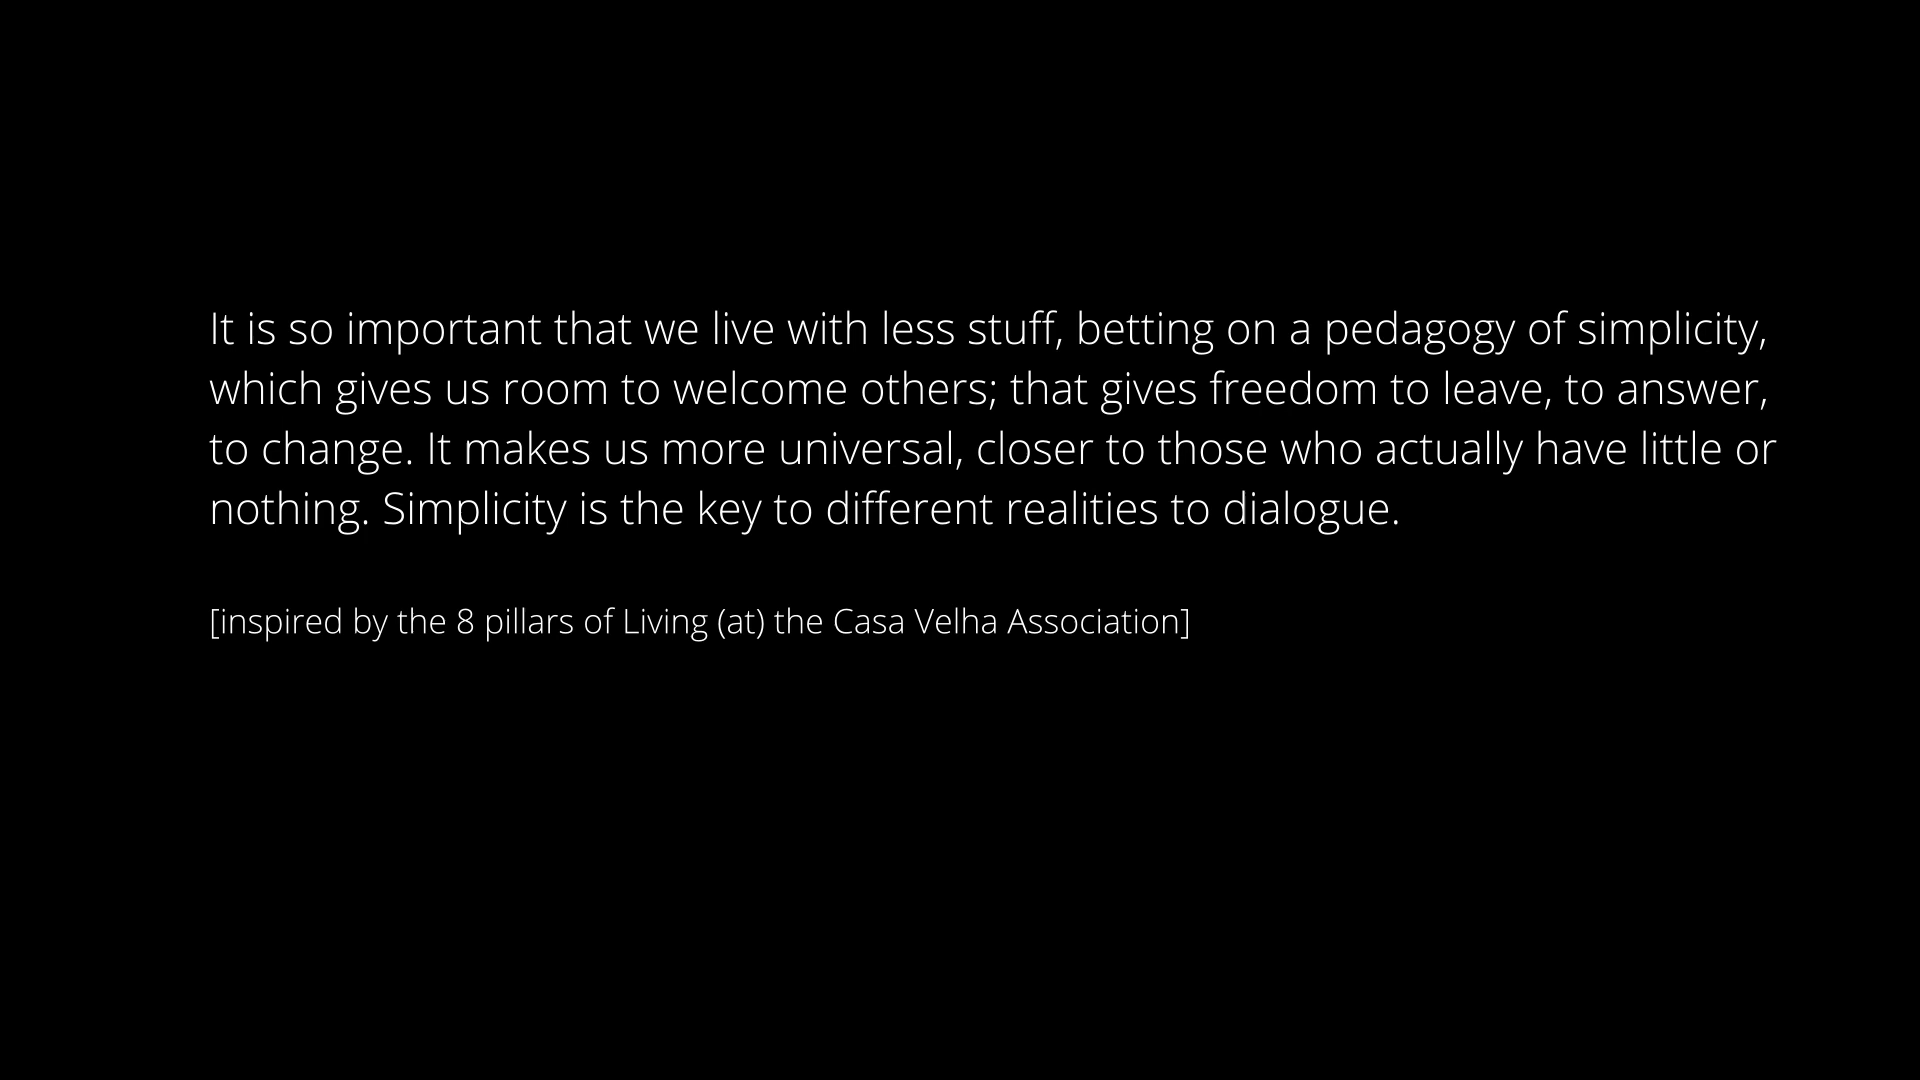 It is so important that we live with less stuff, betting on a pedagogy of simplicity,
which gives us room to welcome others; that gives freedom to leave, to answer,
to change. It makes us more universal, closer to those who actually have little or
nothing. Simplicity is the key to different realities to dialogue.
[inspired by the 8 pillars of Living (at) the Casa Velha Association]